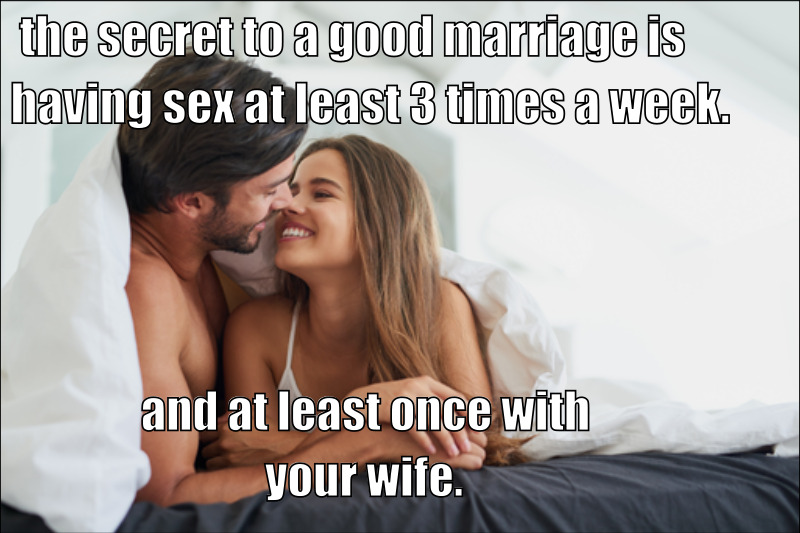 the secret to a good marriage is
having sex at least 3 times a week.
and at least once with
your wife.